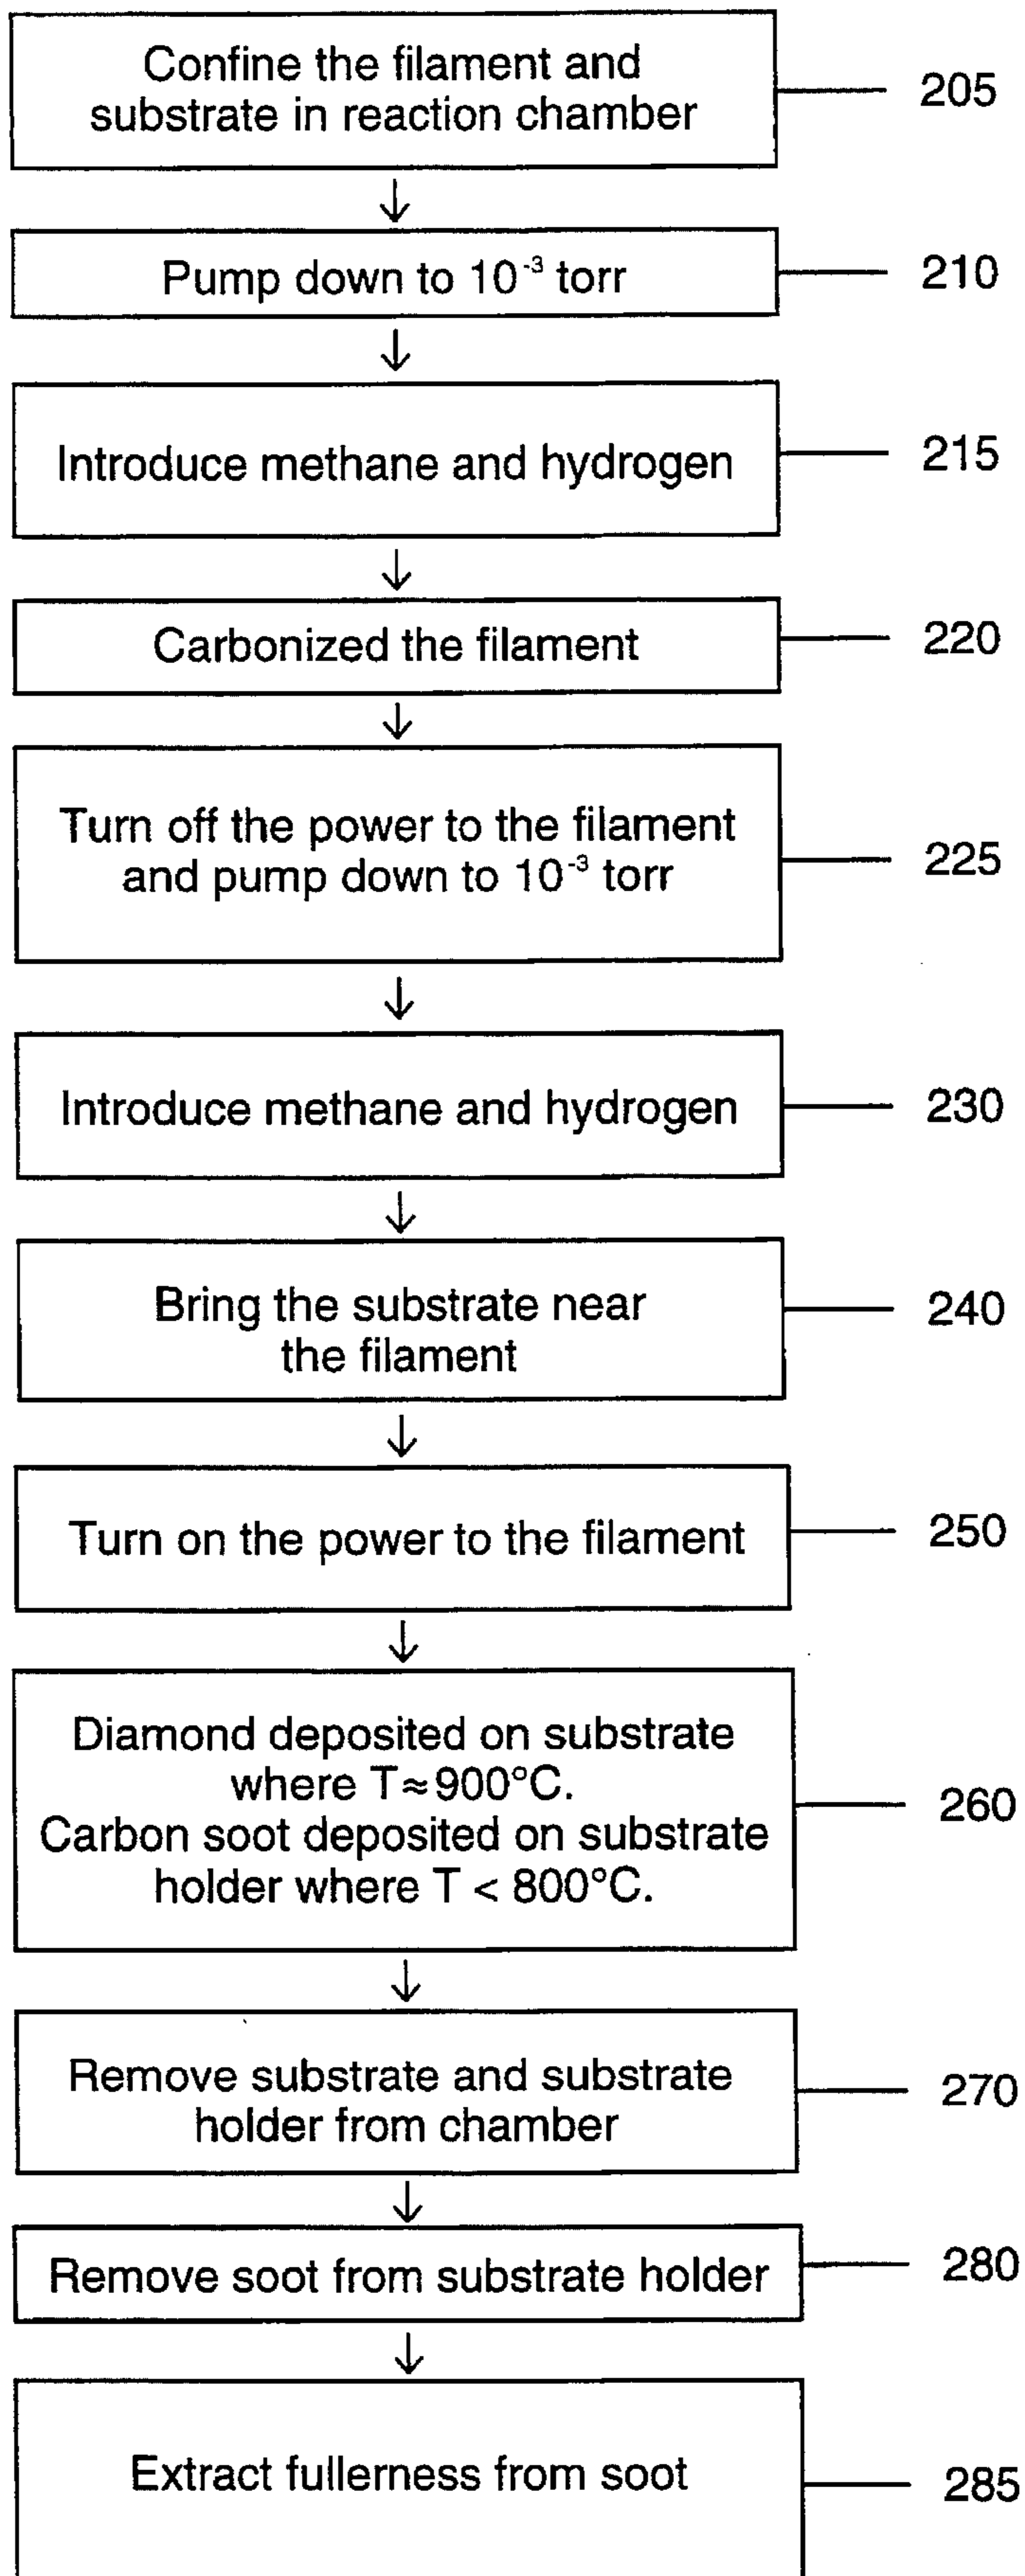 Confine the filament and
substrate in reaction chamber
205
Pump down to 10⁻³ torr
210
Introduce methane and hydrogen
215
Carbonized the filament
220
Turn off the power to the filament
and pump down to 10⁻³ torr
225
Introduce methane and hydrogen
230
Bring the substrate near
the filament
240
Turn on the power to the filament
250
Diamond deposited on substrate
where T≈900°C.
Carbon soot deposited on substrate
holder where T < 800°C.
260
Remove substrate and substrate
holder from chamber
270
Remove soot from substrate holder
280
Extract fullerness from soot
285